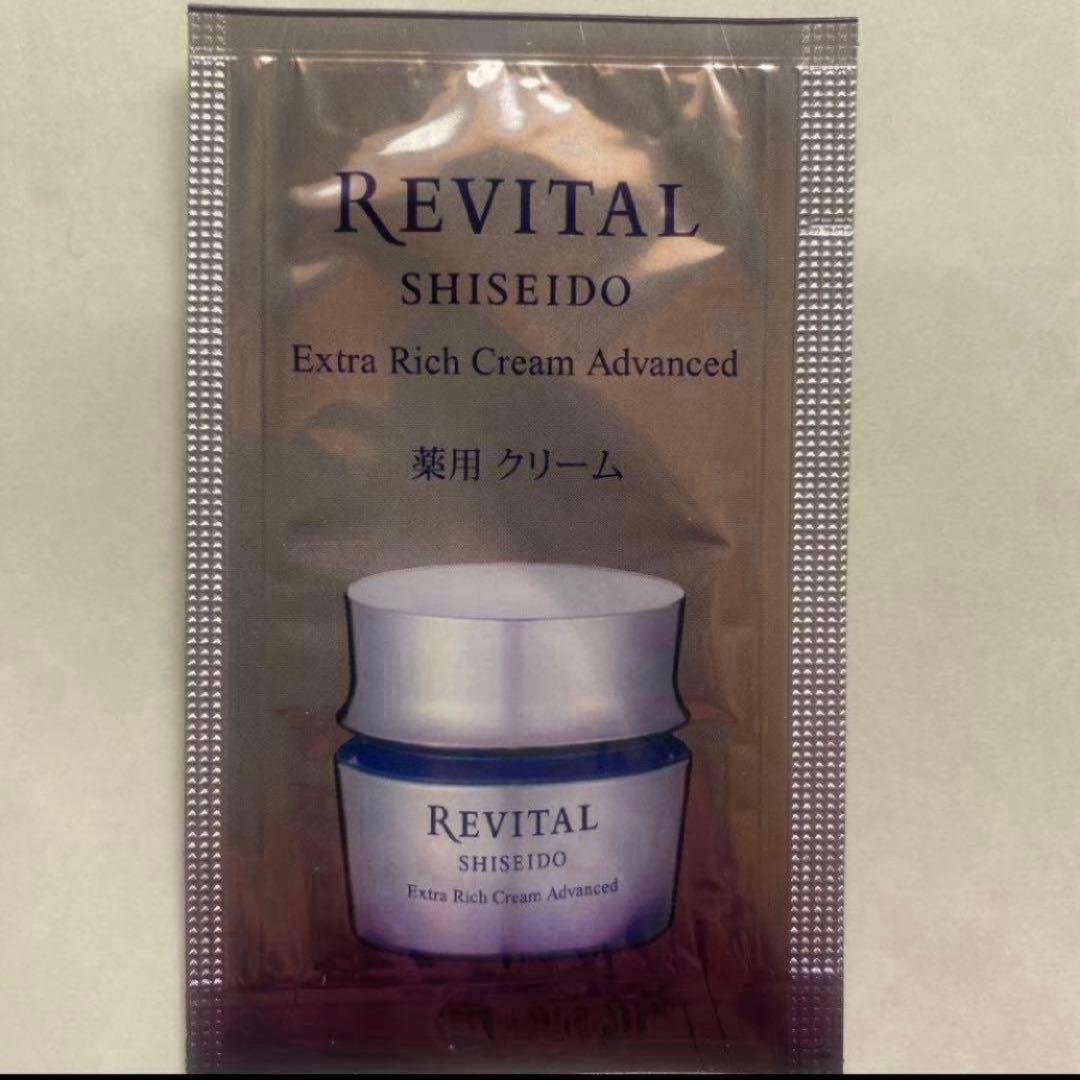 REVITAL
SHISEIDO
Extra Rich Cream Advanced
薬用 クリーム
REVITAL
SHISEIDO
Extra Rich Cream Advanced